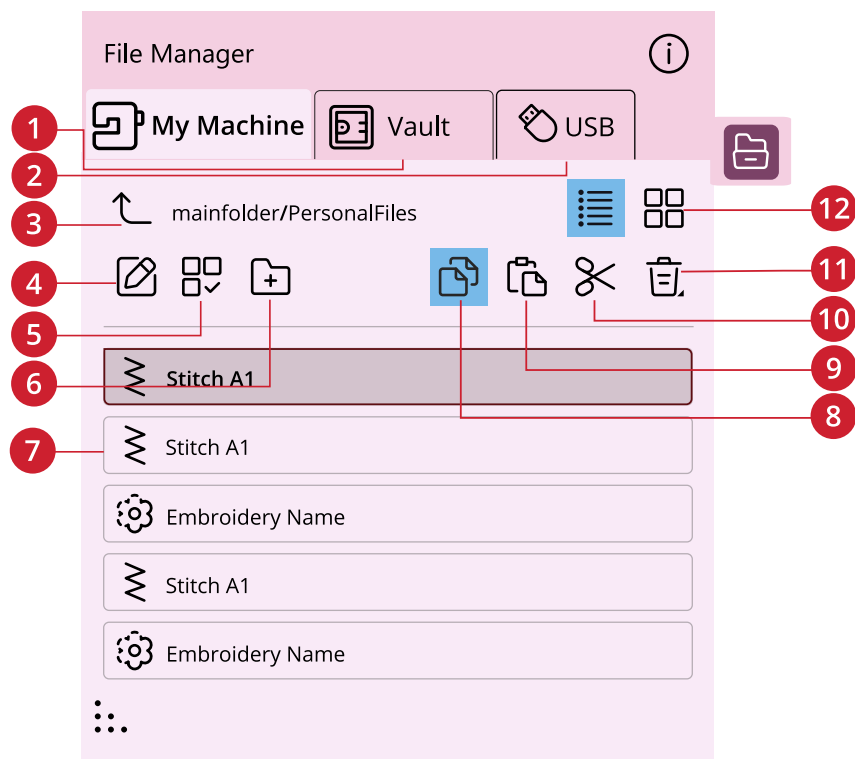 File Manager
My Machine
Vault
USB
1
2
mainfolder/PersonalFiles
3
12
4
11
5
10
6
9
Stitch A1
8
7
Stitch A1
Embroidery Name
Stitch A1
Embroidery Name